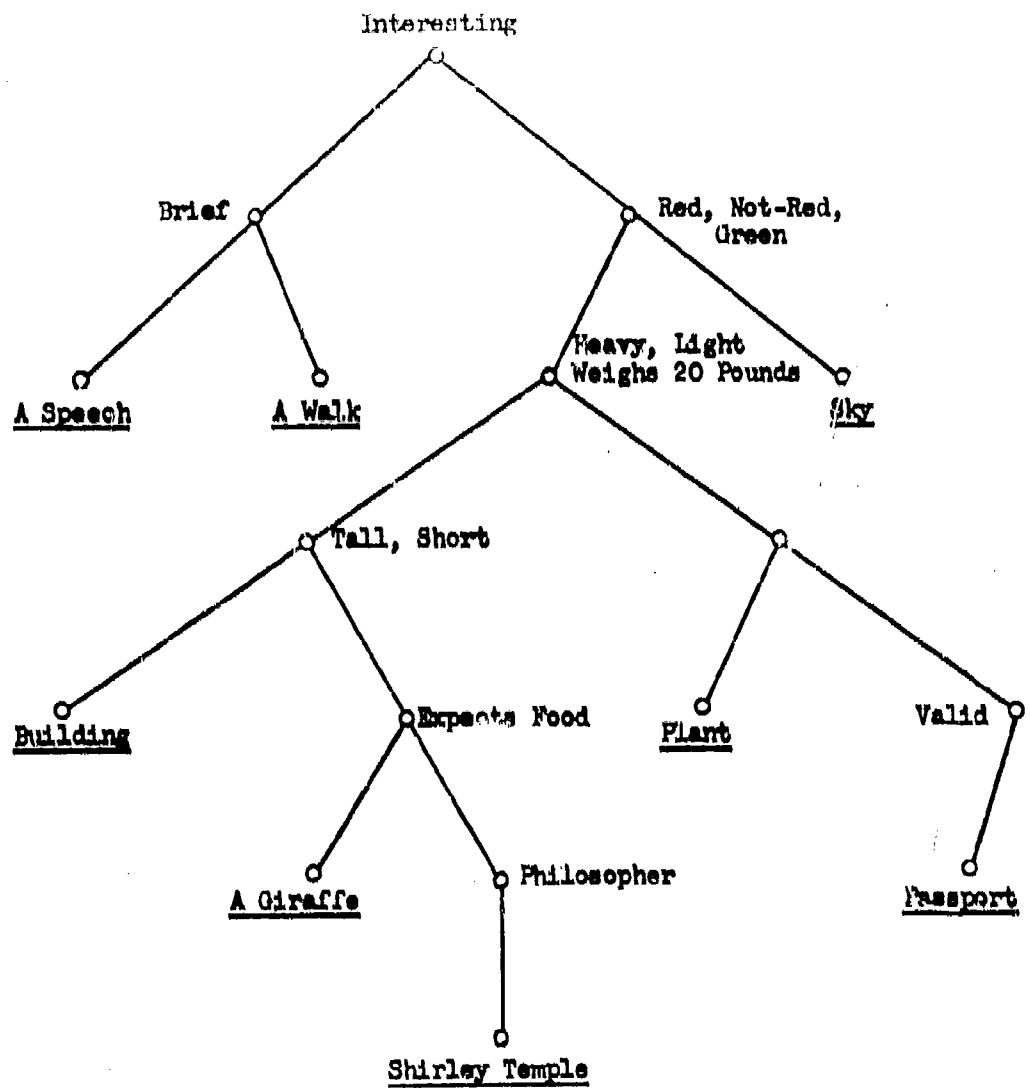 Interesting
Brief
Red, Not-Red,
Green
Heavy, Light
Weighs 20 Pounds
A Speech
A Walk
Sky
Tall, Short
Building
Expects Food
Plant
Valid
A Giraffe
Philosopher
Passport
Shirley Temple